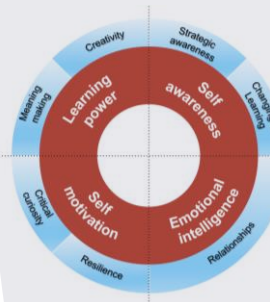 Creativity
Strategic
awareness
Changing
Learning
Relationships
Resilience
Critical
curiosity
Meaning
making
Learning
power
Self
awareness
Emotional
intelligence
Self
motivation